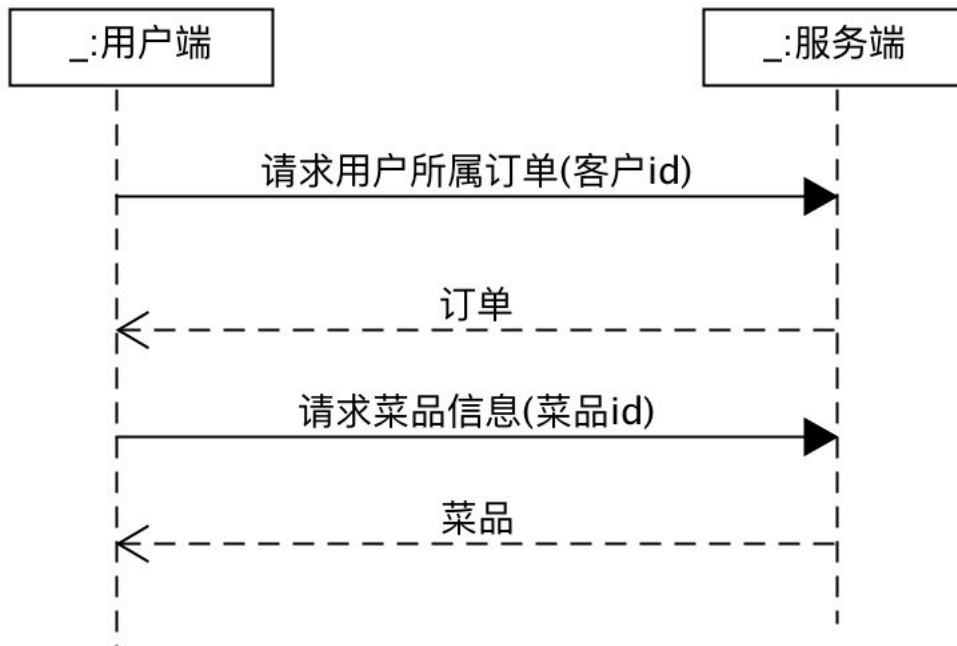 _:用户端
_:服务端
请求用户所属订单(客户id)
订单
请求菜品信息(菜品id)
菜品